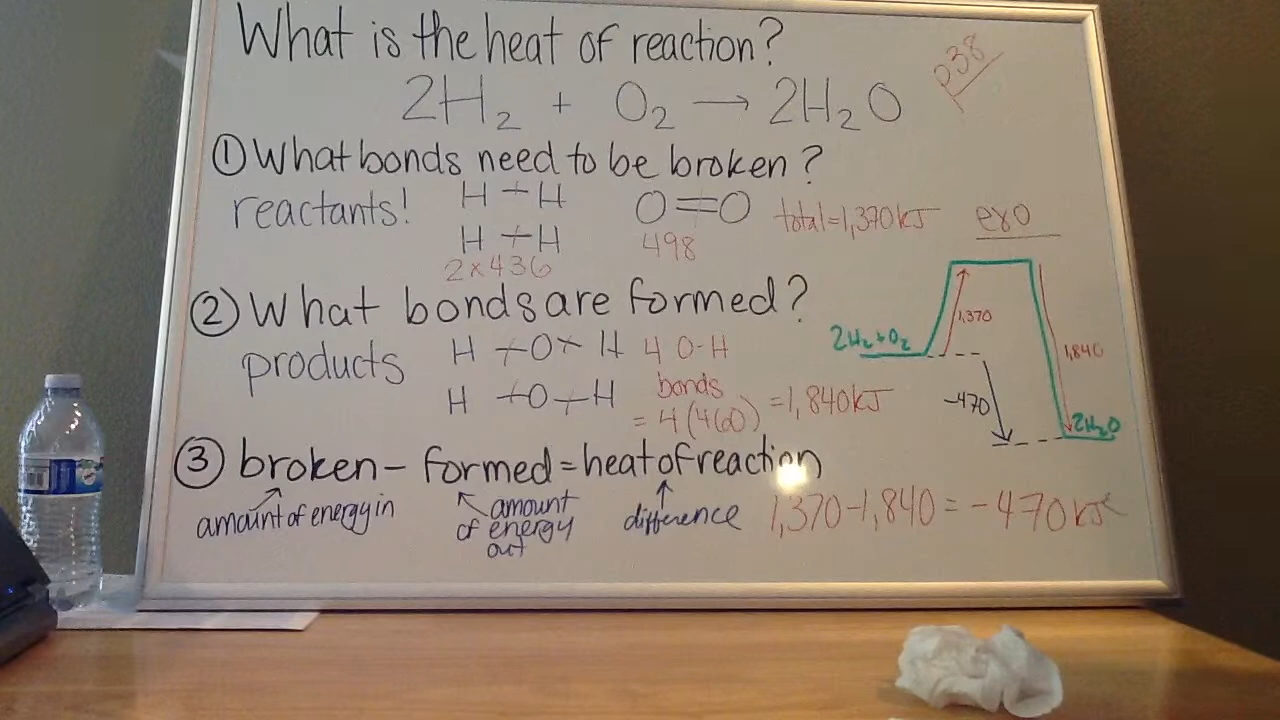 What is the heat of reaction?
p38
2H₂ + O₂ → 2H₂O
① What bonds need to be broken?
reactants! H + H O=O total=1,370kJ
H + H 498
2x436
exo
② What bonds are formed?
products H +O+ H 4 O-H
H +O+H bonds
= 4(460) =1,840kJ
2H₂+O₂
1,370
1,840
-470
2H₂O
③ broken - formed = heat of reaction
amount of energy in
amount
of energy
out
difference
1,370-1,840 = -470kJ